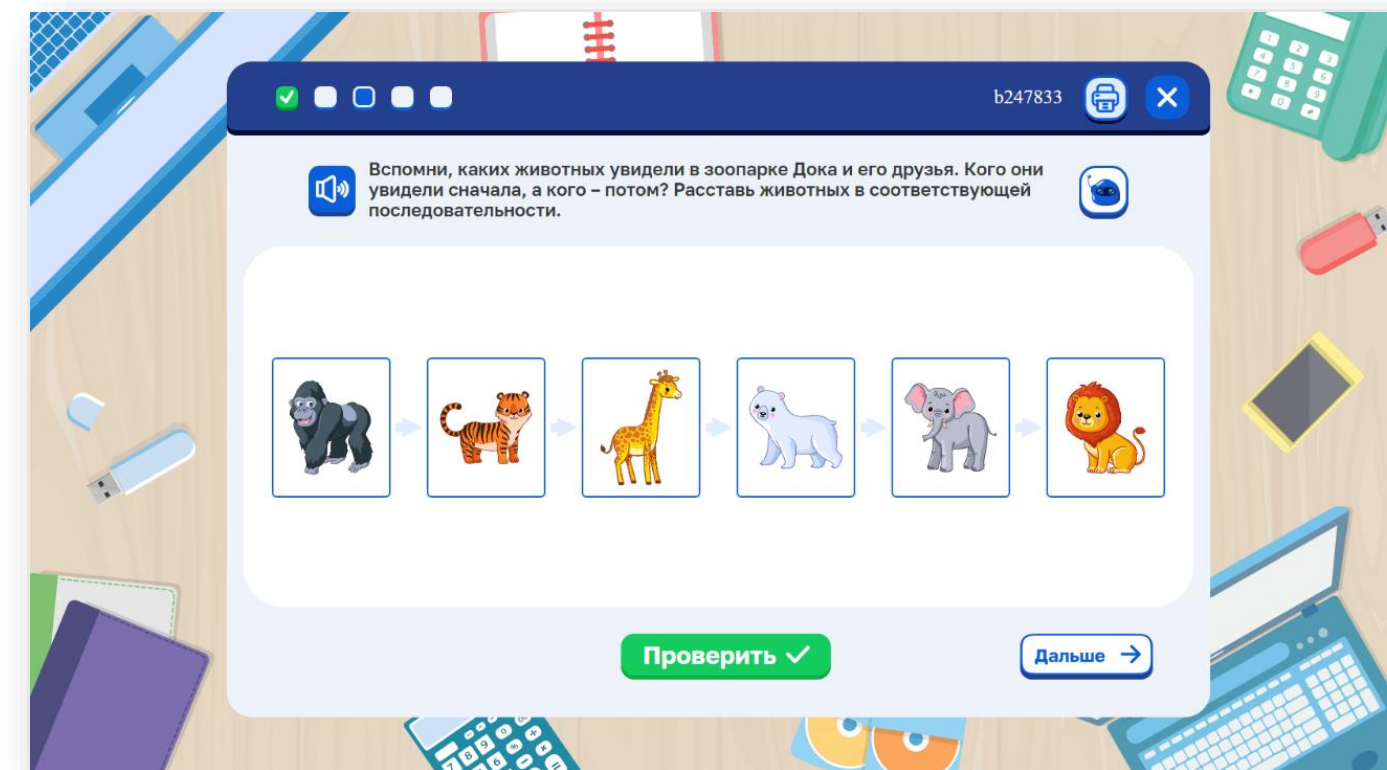 b247833
Вспомни, каких животных увидели в зоопарке Дока и его друзья. Кого они
увидели сначала, а кого – потом? Расставь животных в соответствующей
последовательности.
Проверить
Дальше